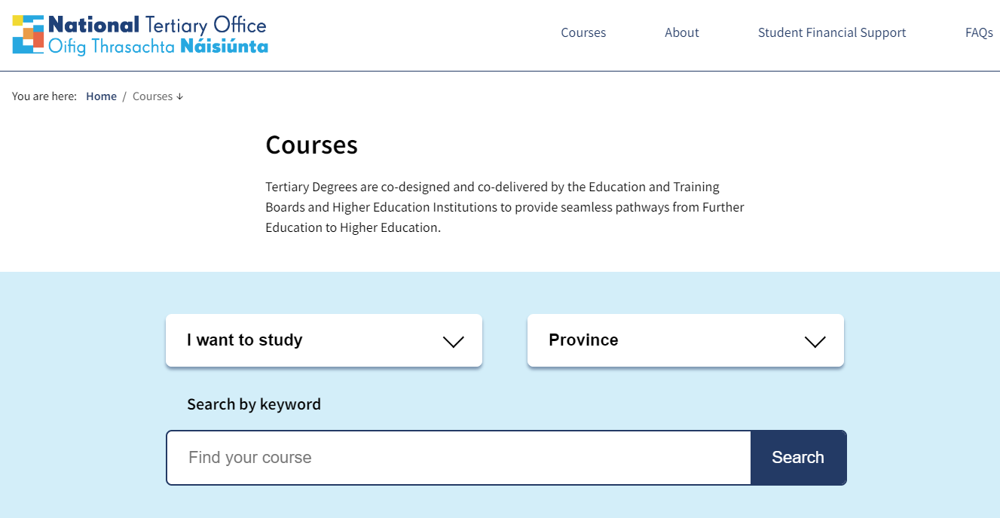 National Tertiary Office
Oifig Thrasachta Náisiúnta
Courses
About
Student Financial Support
FAQs
You are here: Home / Courses ↓
Courses
Tertiary Degrees are co-designed and co-delivered by the Education and Training
Boards and Higher Education Institutions to provide seamless pathways from Further
Education to Higher Education.
I want to study
Province
Search by keyword
Find your course
Search